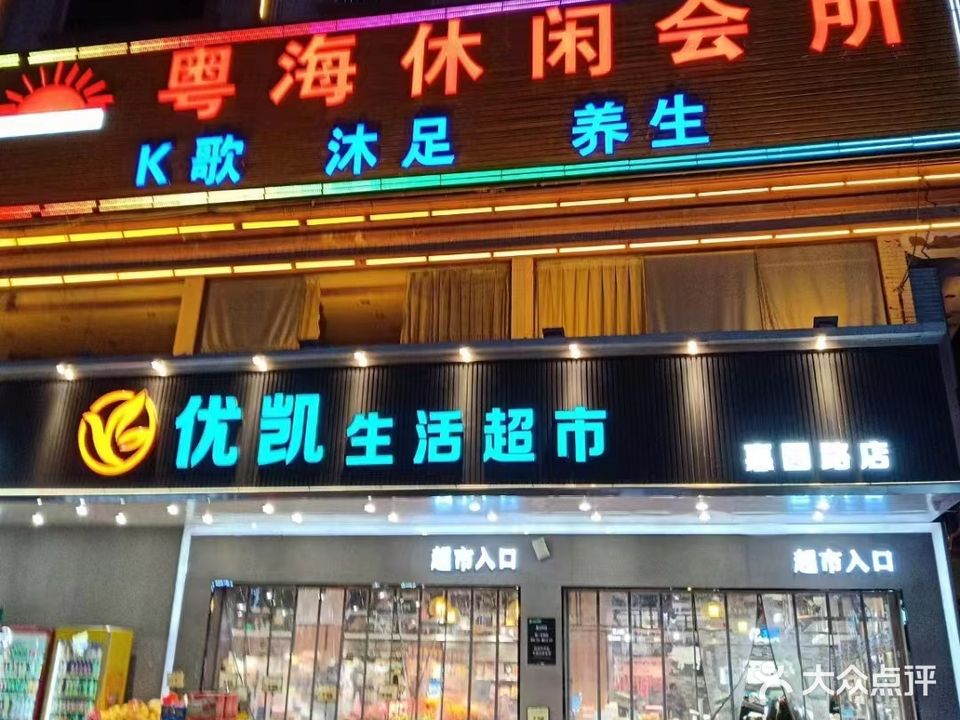 粤海休闲会所
K歌 沐足 养生
优凯生活超市 惠园路店
超市入口 超市入口
大众点评